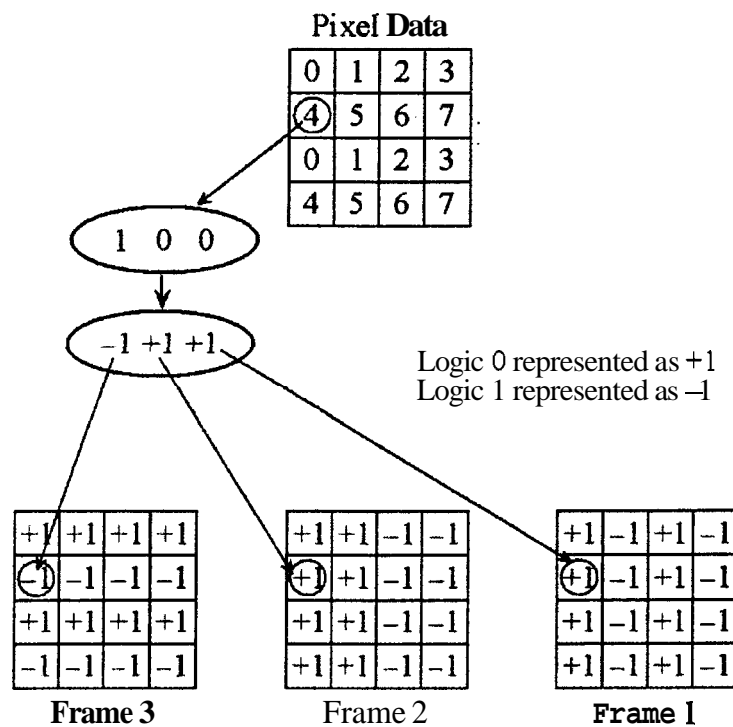 Pixel Data
0 1 2 3
4 5 6 7
0 1 2 3
4 5 6 7
1 0 0
-1 +1 +1
Logic 0 represented as +1
Logic 1 represented as –1
+1 +1 +1 +1
-1 -1 -1 -1
+1 +1 +1 +1
-1 -1 -1 -1
Frame 3
+1 +1 -1 -1
+1 +1 -1 -1
+1 +1 -1 -1
+1 +1 -1 -1
Frame 2
+1 -1 +1 -1
+1 -1 +1 -1
+1 -1 +1 -1
+1 -1 +1 -1
Frame 1